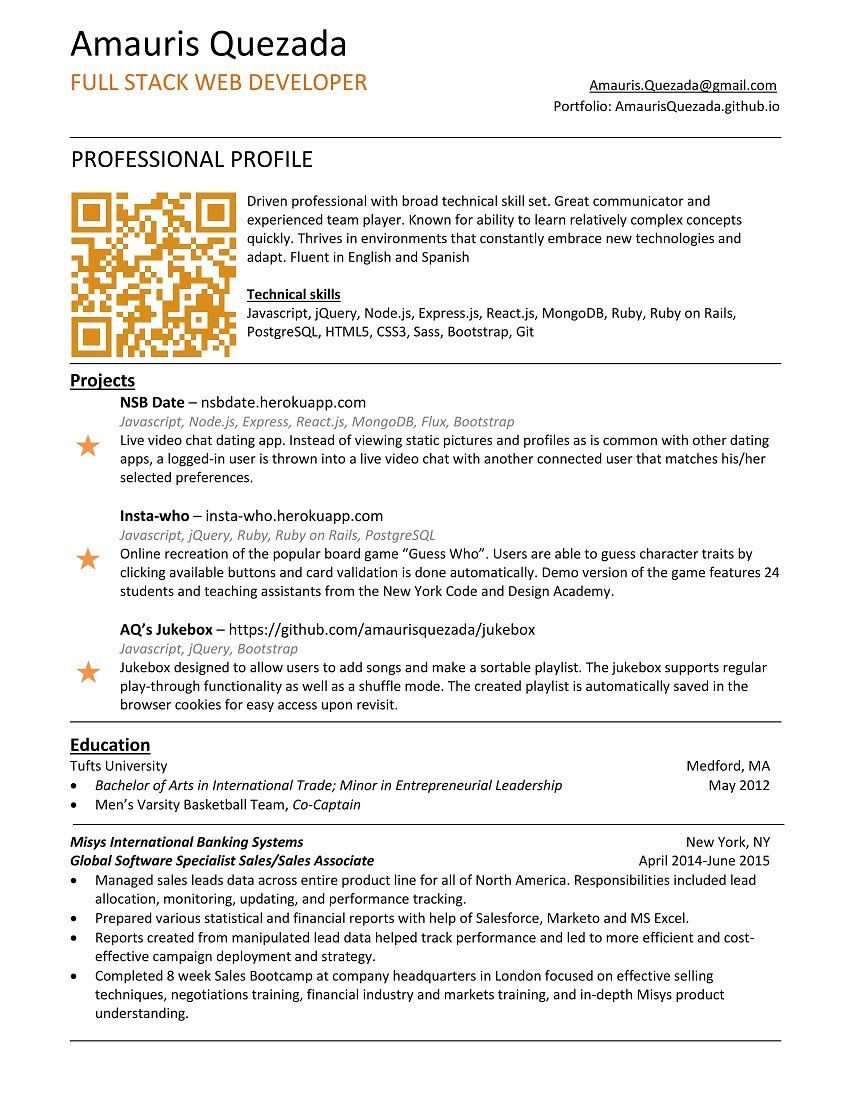 Amauris Quezada
FULL STACK WEB DEVELOPER
Amauris.Quezada@gmail.com
Portfolio: AmaurisQuezada.github.io
PROFESSIONAL PROFILE
Driven professional with broad technical skill set. Great communicator and
experienced team player. Known for ability to learn relatively complex concepts
quickly. Thrives in environments that constantly embrace new technologies and
adapt. Fluent in English and Spanish
Technical skills
Javascript, jQuery, Node.js, Express.js, React.js, MongoDB, Ruby, Ruby on Rails,
PostgreSQL, HTML5, CSS3, Sass, Bootstrap, Git
Projects
NSB Date – nsbdate.herokuapp.com
Javascript, Node.js, Express, React.js, MongoDB, Flux, Bootstrap
Live video chat dating app. Instead of viewing static pictures and profiles as is common with other dating
apps, a logged-in user is thrown into a live video chat with another connected user that matches his/her
selected preferences.
Insta-who – insta-who.herokuapp.com
Javascript, jQuery, Ruby, Ruby on Rails, PostgreSQL
Online recreation of the popular board game “Guess Who”. Users are able to guess character traits by
clicking available buttons and card validation is done automatically. Demo version of the game features 24
students and teaching assistants from the New York Code and Design Academy.
AQ’s Jukebox – https://github.com/amaurisquezada/jukebox
Javascript, jQuery, Bootstrap
Jukebox designed to allow users to add songs and make a sortable playlist. The jukebox supports regular
play-through functionality as well as a shuffle mode. The created playlist is automatically saved in the
browser cookies for easy access upon revisit.
Education
Tufts University Medford, MA
• Bachelor of Arts in International Trade; Minor in Entrepreneurial Leadership May 2012
• Men’s Varsity Basketball Team, Co-Captain
Misys International Banking Systems New York, NY
Global Software Specialist Sales/Sales Associate April 2014-June 2015
• Managed sales leads data across entire product line for all of North America. Responsibilities included lead
allocation, monitoring, updating, and performance tracking.
• Prepared various statistical and financial reports with help of Salesforce, Marketo and MS Excel.
• Reports created from manipulated lead data helped track performance and led to more efficient and cost-
effective campaign deployment and strategy.
• Completed 8 week Sales Bootcamp at company headquarters in London focused on effective selling
techniques, negotiations training, financial industry and markets training, and in-depth Misys product
understanding.